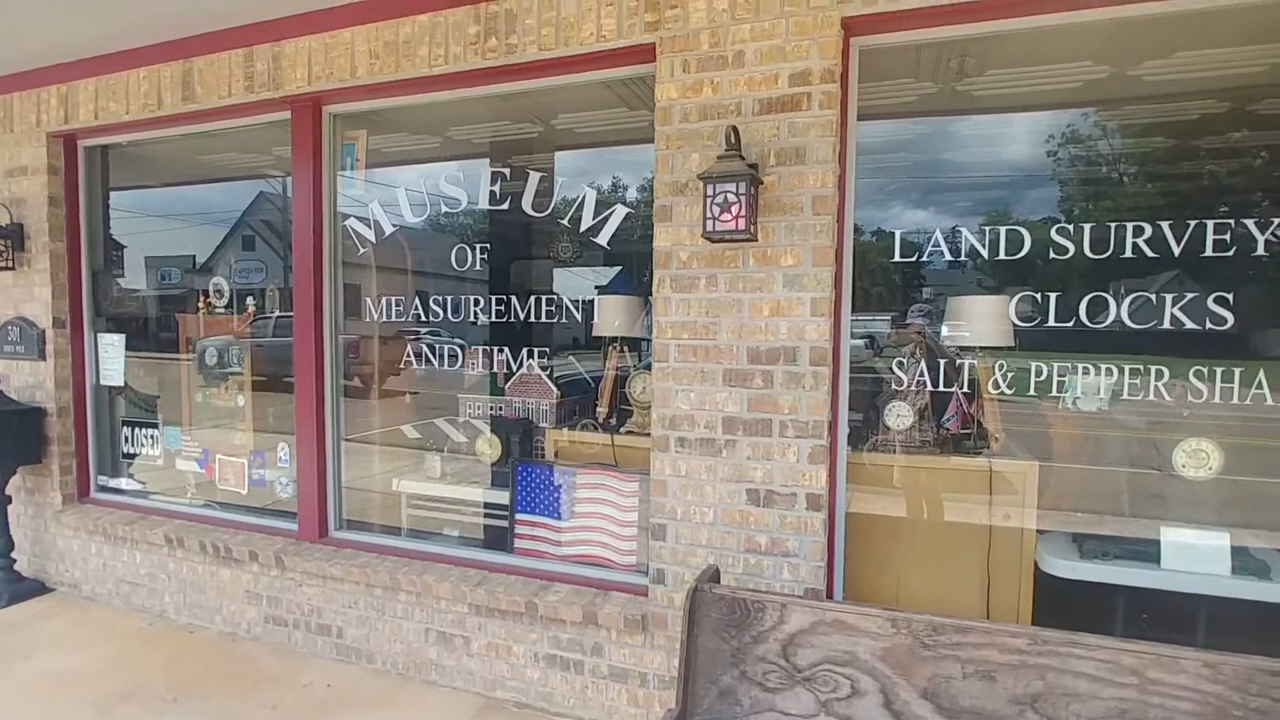 MUSEUM
OF
MEASUREMENT
AND TIME
LAND SURVEY
CLOCKS
SALT & PEPPER SHA
301
CLOSED